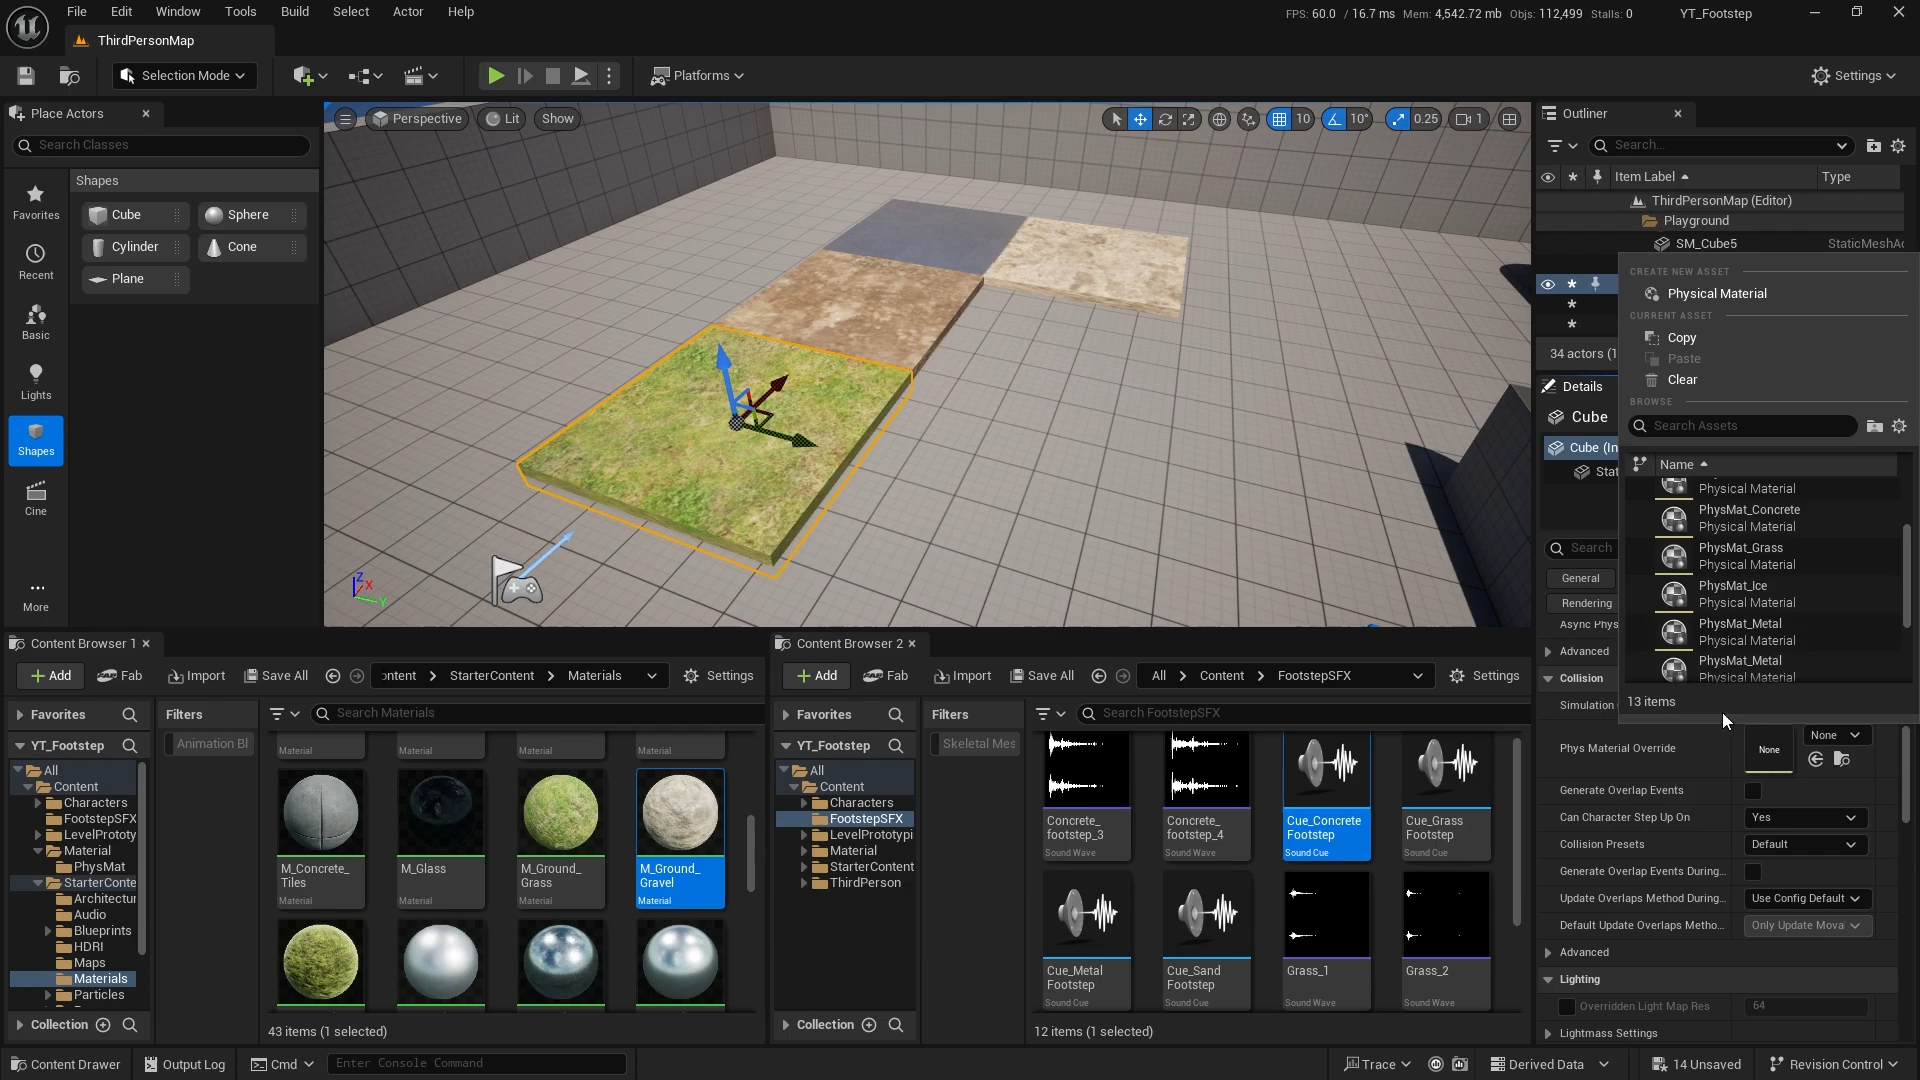 File Edit Window Tools Build Select Actor Help
FPS: 60.0 / 16.7 ms Mem: 4,542.72 mb Objs: 112,499 Stalls: 0 YT_Footstep
ThirdPersonMap
Selection Mode
Platforms
Settings
Place Actors
Search Classes
Favorites
Recent
Basic
Lights
Shapes
Cine
More
Shapes
Cube
Sphere
Cylinder
Cone
Plane
Perspective Lit Show
10 10° 0.25 1
Z
X
Y
Outliner
Search...
Item Label Type
ThirdPersonMap (Editor)
Playground
SM_Cube5 StaticMeshAc
34 actors (1
CREATE NEW ASSET
Physical Material
CURRENT ASSET
Copy
Paste
Clear
BROWSE
Search Assets
Name
Physical Material
PhysMat_Concrete
Physical Material
PhysMat_Grass
Physical Material
PhysMat_Ice
Physical Material
PhysMat_Metal
Physical Material
PhysMat_Metal
Physical Material
13 items
Details
Cube
Cube (In
Stat
Search
General
Rendering
Async Phys
Advanced
Collision
Simulation
Phys Material Override None None
Generate Overlap Events
Can Character Step Up On Yes
Collision Presets Default
Generate Overlap Events During...
Update Overlaps Method During... Use Config Default
Default Update Overlaps Metho... Only Update Mova
Advanced
Lighting
Overridden Light Map Res 64
Lightmass Settings
Content Browser 1
Add Fab Import Save All ontent StarterContent Materials Settings
Favorites
YT_Footstep
All
Content
Characters
FootstepSFX
LevelPrototy
Material
PhysMat
StarterConte
Architectur
Audio
Blueprints
HDRI
Maps
Materials
Particles
Collection
Filters
Animation Bl
Search Materials
Material Material Material Material
M_Concrete_
Tiles
Material
M_Glass
Material
M_Ground_
Grass
Material
M_Ground_
Gravel
Material
43 items (1 selected)
Content Browser 2
Add Fab Import Save All All Content FootstepSFX Settings
Favorites
YT_Footstep
All
Content
Characters
FootstepSFX
LevelPrototypi
Material
StarterContent
ThirdPerson
Collection
Filters
Skeletal Mes
Search FootstepSFX
Concrete_
footstep_3
Sound Wave
Concrete_
footstep_4
Sound Wave
Cue_Concrete
Footstep
Sound Cue
Cue_Grass
Footstep
Sound Cue
Cue_Metal
Footstep
Sound Cue
Cue_Sand
Footstep
Sound Cue
Grass_1
Sound Wave
Grass_2
Sound Wave
12 items (1 selected)
Content Drawer Output Log Cmd Enter Console Command Trace Derived Data 14 Unsaved Revision Control